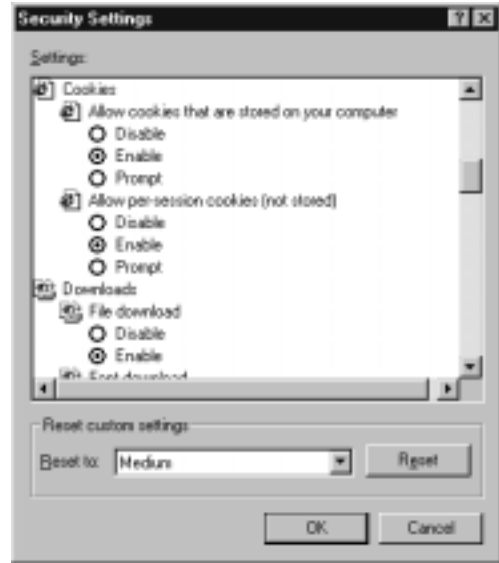 Security Settings
Settings:
Cookies
Allow cookies that are stored on your computer
Disable
Enable
Prompt
Allow per-session cookies (not stored)
Disable
Enable
Prompt
Downloads
File download
Disable
Enable
Font download
Reset custom settings
Reset to: Medium Reset
OK Cancel